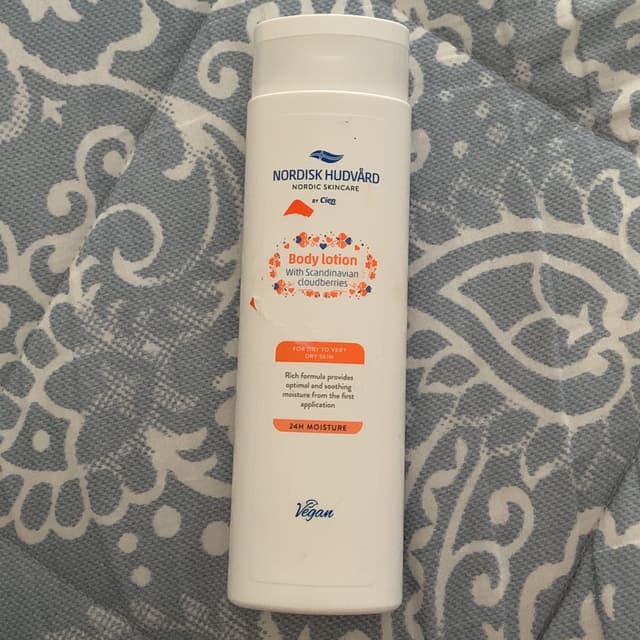 NORDISK HUDVÅRD
NORDIC SKINCARE
BY Cien
Body lotion
With Scandinavian
cloudberries
FOR DRY TO VERY
DRY SKIN
Rich formula provides
optimal and soothing
moisture from the first
application
24H MOISTURE
Vegan